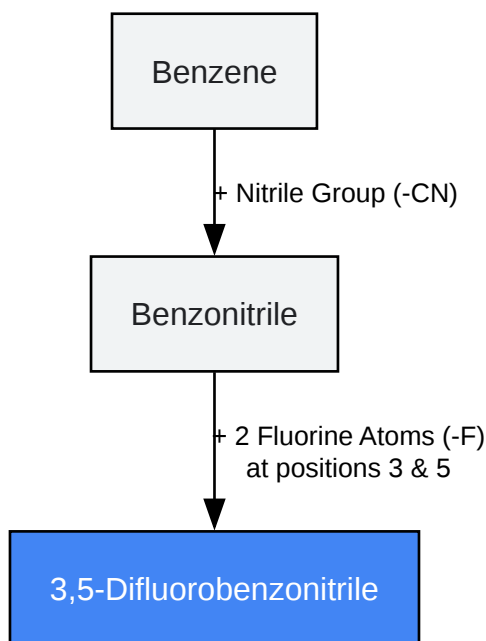 Benzene
+ Nitrile Group (-CN)
Benzonitrile
+ 2 Fluorine Atoms (-F)
at positions 3 & 5
3,5-Difluorobenzonitrile